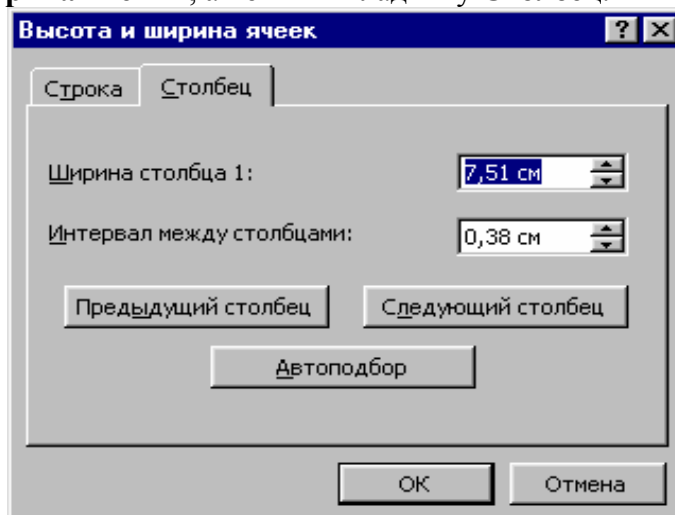 Высота и ширина ячеек ? ×
Строка Столбец
Ширина столбца 1: 7,51 см
Интервал между столбцами: 0,38 см
Предыдущий столбец Следующий столбец
Автоподбор
ОК Отмена